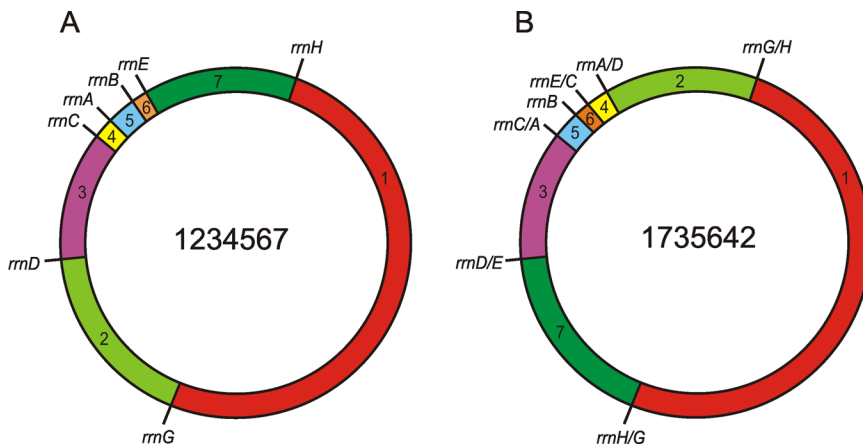 A
rrnH
rrnE
7
rrnB
6
rrnA
5
rrnC
4
3
1
1234567
rrnD
2
rrnG
B
rrnG/H
rrnA/D
2
rrnE/C
4
rrnB
6
rrnC/A
5
3
1
1735642
rrnD/E
7
rrnH/G